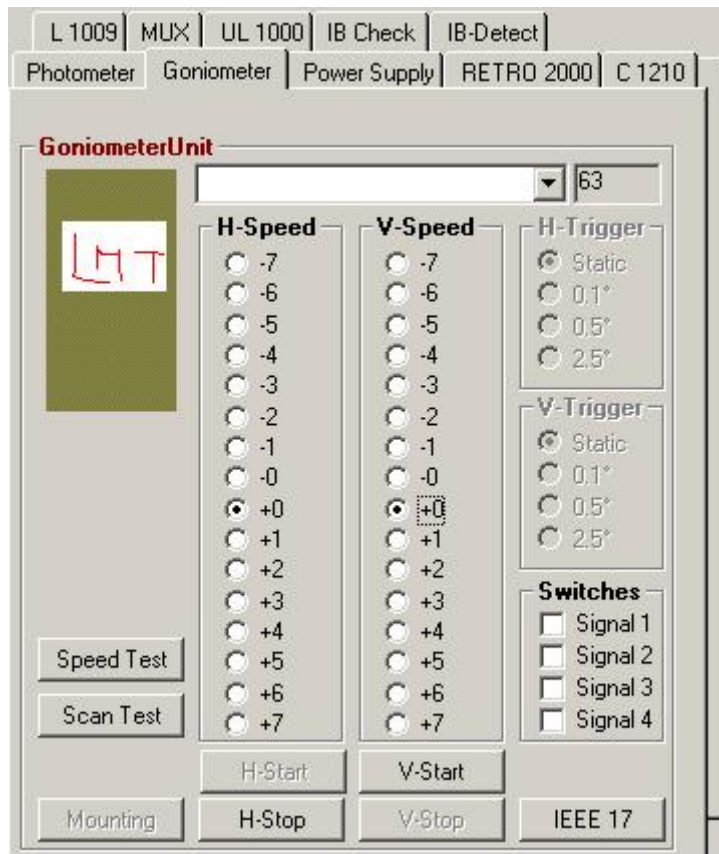 L 1009 MUX UL 1000 IB Check IB-Detect
Photometer Goniometer Power Supply RETRO 2000 C 1210
GoniometerUnit
63
LMT
H-Speed
-7
-6
-5
-4
-3
-2
-1
-0
+0
+1
+2
+3
+4
+5
+6
+7
V-Speed
-7
-6
-5
-4
-3
-2
-1
-0
+0
+1
+2
+3
+4
+5
+6
+7
H-Trigger
Static
0.1°
0.5°
2.5°
V-Trigger
Static
0.1°
0.5°
2.5°
Switches
Signal 1
Signal 2
Signal 3
Signal 4
Speed Test
Scan Test
H-Start V-Start
Mounting H-Stop V-Stop IEEE 17